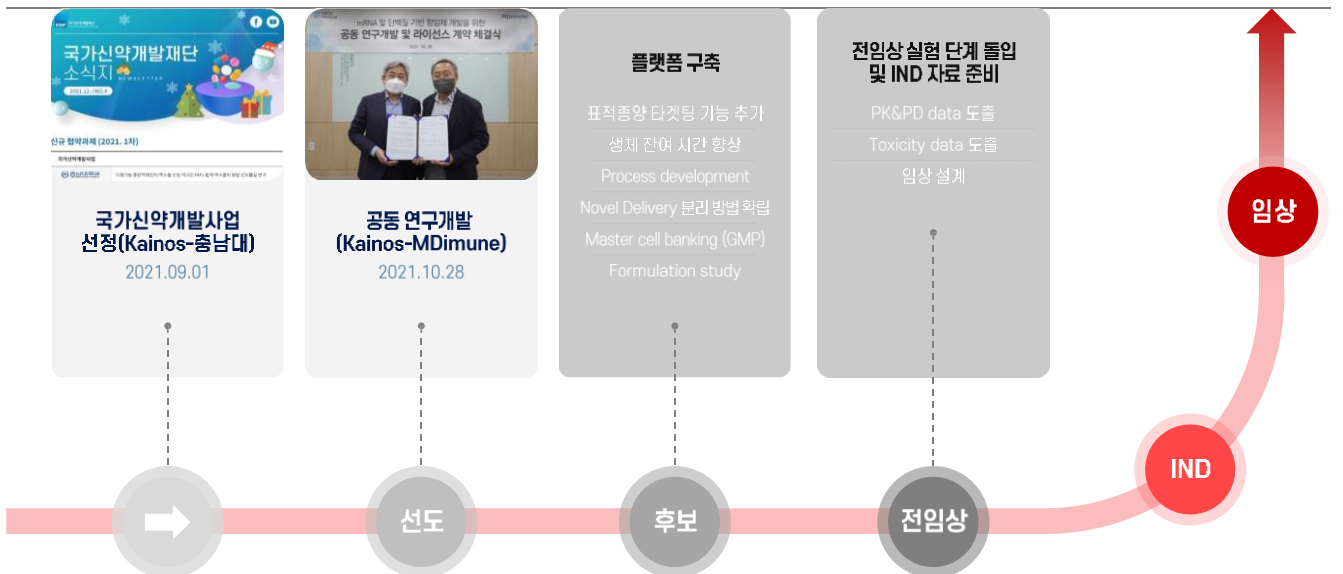 국가신약개발재단
소식지
NEWSLETTER
2021.12. / NO.4
신규 협약과제 (2021. 1차)
국가신약개발사업
mRNA 및 단백질 기반 항암제 개발을 위한
공동 연구개발 및 라이선스 계약 체결식
국가신약개발사업
선정(Kainos-충남대)
2021.09.01
공동 연구개발
(Kainos-MDimune)
2021.10.28
플랫폼 구축
표적종양 타겟팅 기능 추가
생체 잔여 시간 향상
Process development
Novel Delivery 분리 방법 확립
Master cell banking (GMP)
Formulation study
전임상 실험 단계 돌입
및 IND 자료 준비
PK&PD data 도출
Toxicity data 도출
임상 설계
선도
후보
전임상
IND
임상